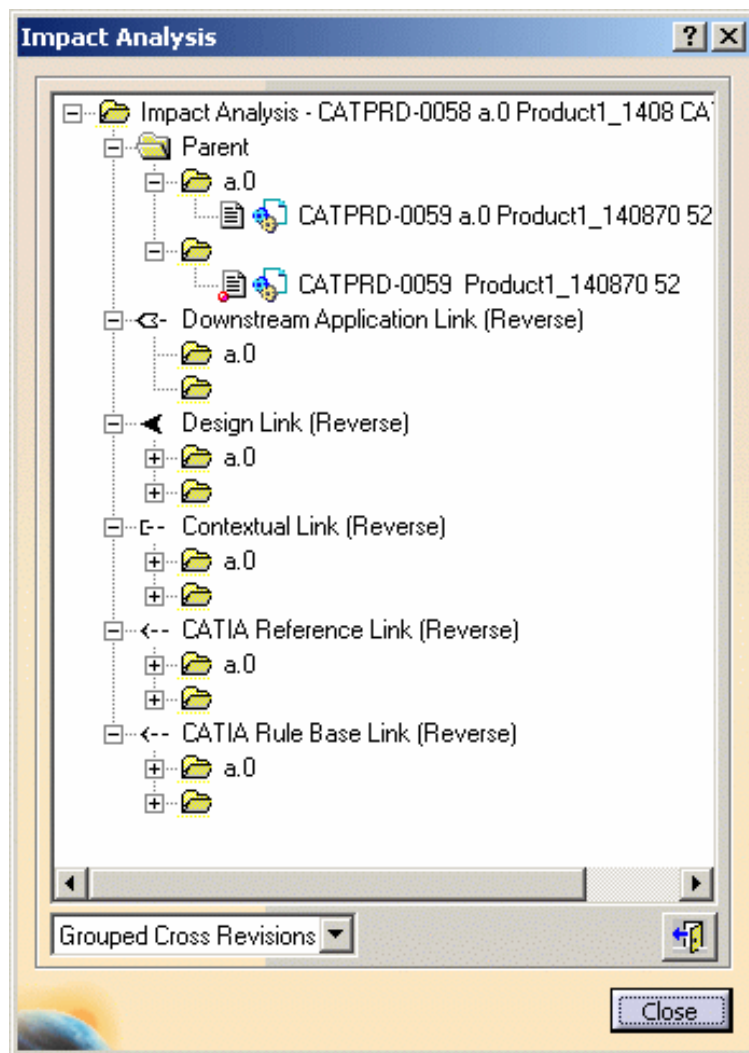 Impact Analysis
Impact Analysis - CATPRD-0058 a.0 Product1_1408 CA
Parent
a.0
CATPRD-0059 a.0 Product1_140870 52
CATPRD-0059 Product1_140870 52
Downstream Application Link (Reverse)
a.0
Design Link (Reverse)
a.0
Contextual Link (Reverse)
a.0
CATIA Reference Link (Reverse)
a.0
CATIA Rule Base Link (Reverse)
a.0
Grouped Cross Revisions
Close